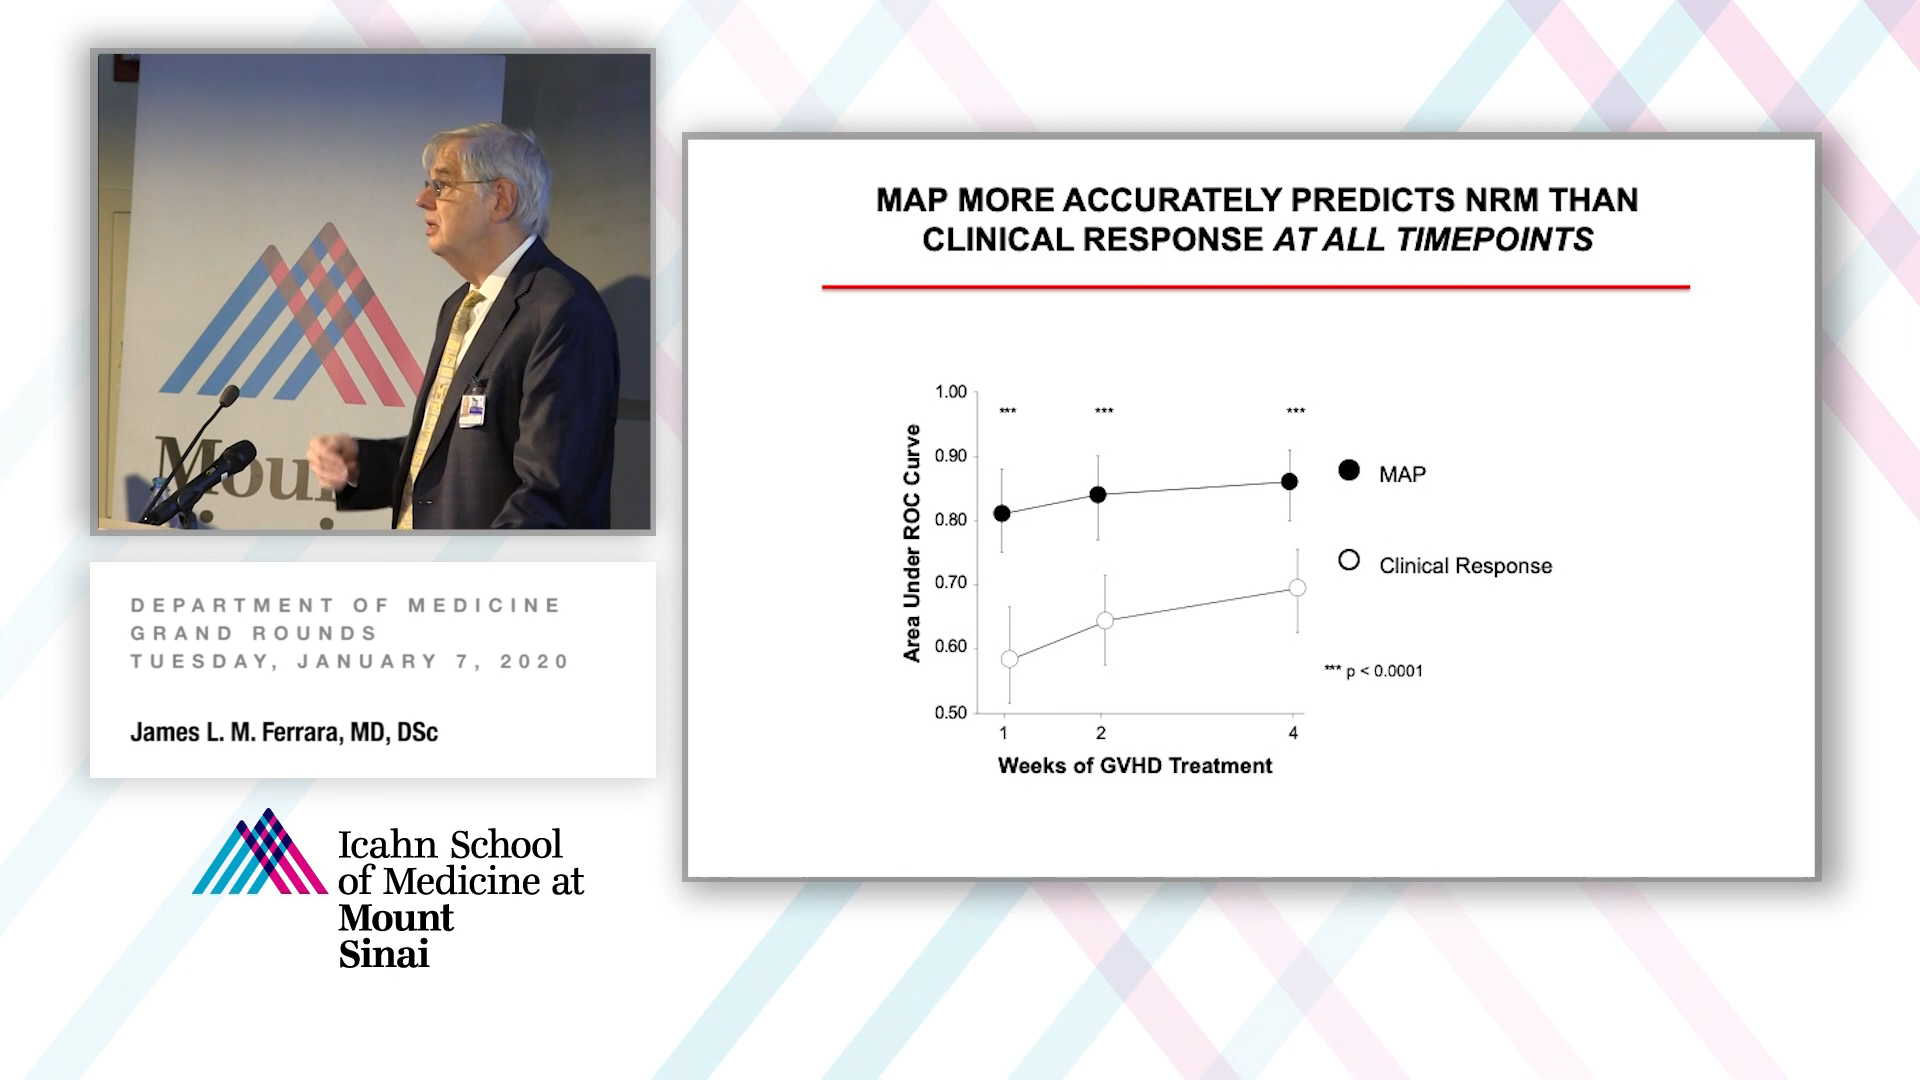 Moun
DEPARTMENT OF MEDICINE
GRAND ROUNDS
TUESDAY, JANUARY 7, 2020
James L. M. Ferrara, MD, DSc
Icahn School
of Medicine at
Mount
Sinai
MAP MORE ACCURATELY PREDICTS NRM THAN
CLINICAL RESPONSE AT ALL TIMEPOINTS
Area Under ROC Curve
1.00
0.90
0.80
0.70
0.60
0.50
*** *** ***
1 2 4
Weeks of GVHD Treatment
MAP
Clinical Response
*** p < 0.0001